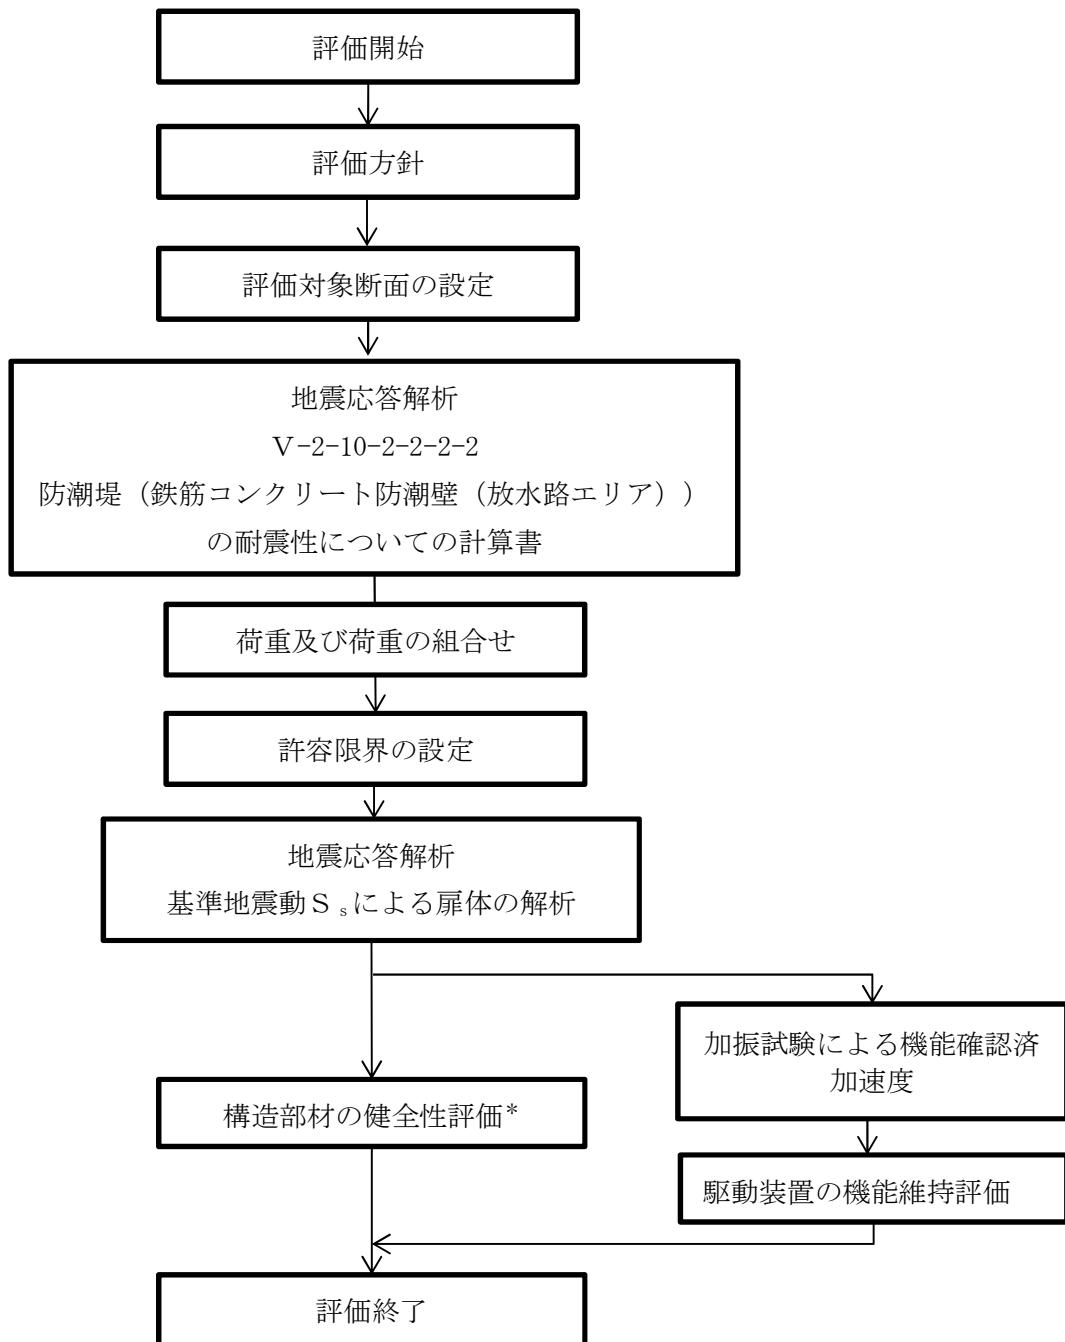 評価開始
評価方針
評価対象断面の設定
地震応答解析
Ⅴ-2-10-2-2-2-2
防潮堤（鉄筋コンクリート防潮壁（放水路エリア））
の耐震性についての計算書
荷重及び荷重の組合せ
許容限界の設定
地震応答解析
基準地震動Ｓｓによる扉体の解析
加振試験による機能確認済
加速度
構造部材の健全性評価*
駆動装置の機能維持評価
評価終了